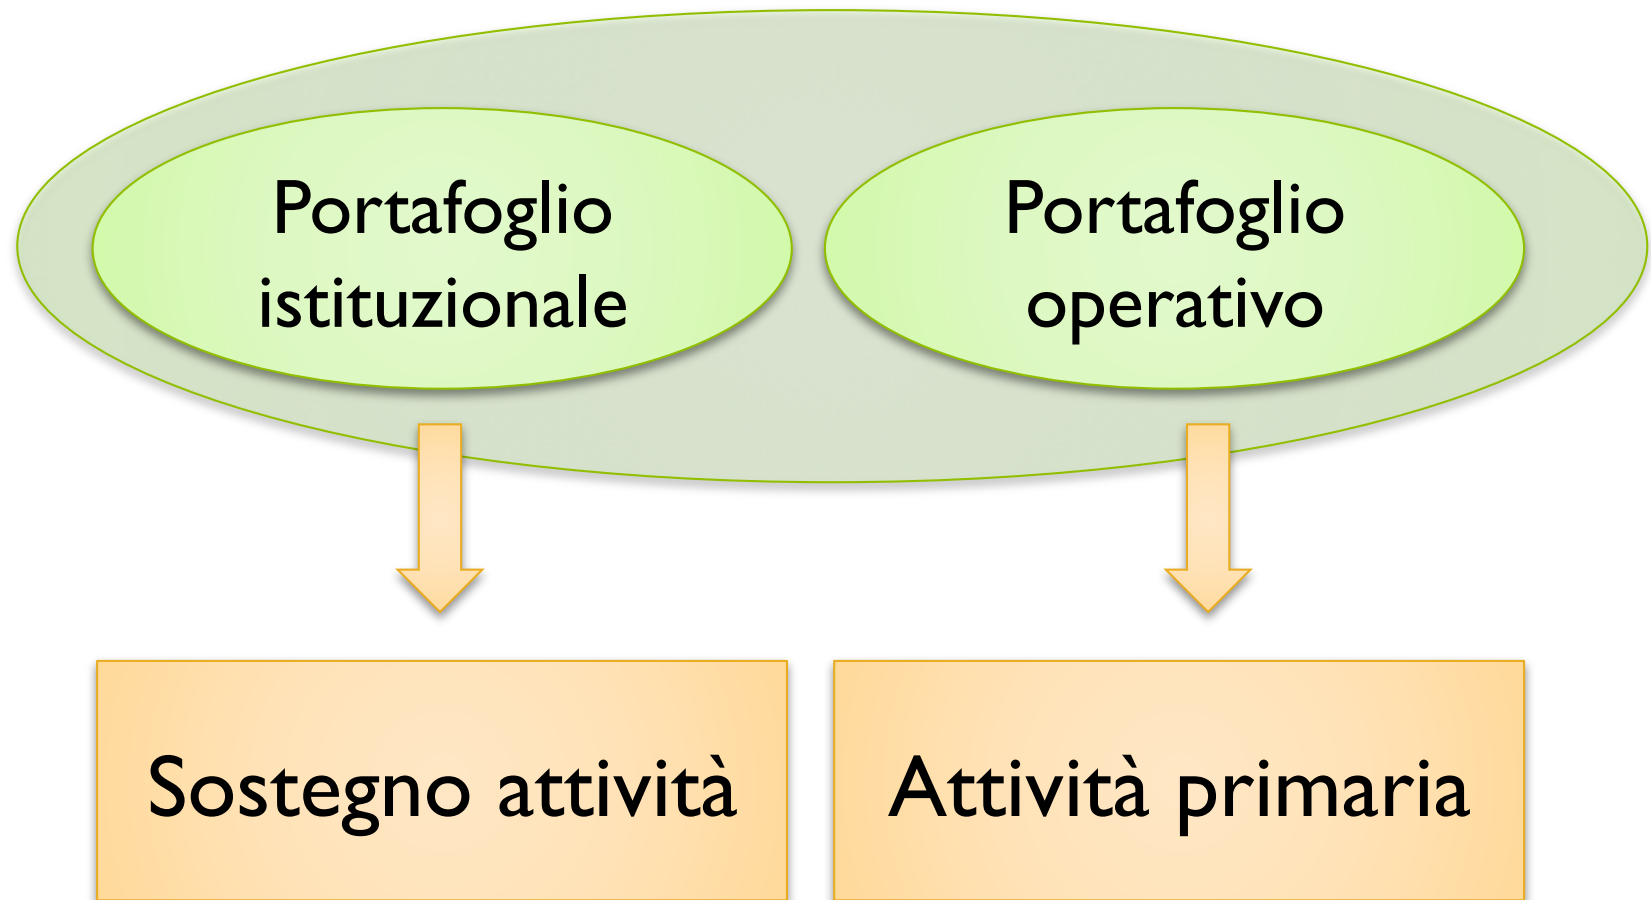 Portafoglio
istituzionale
Portafoglio
operativo
Sostegno attività
Attività primaria